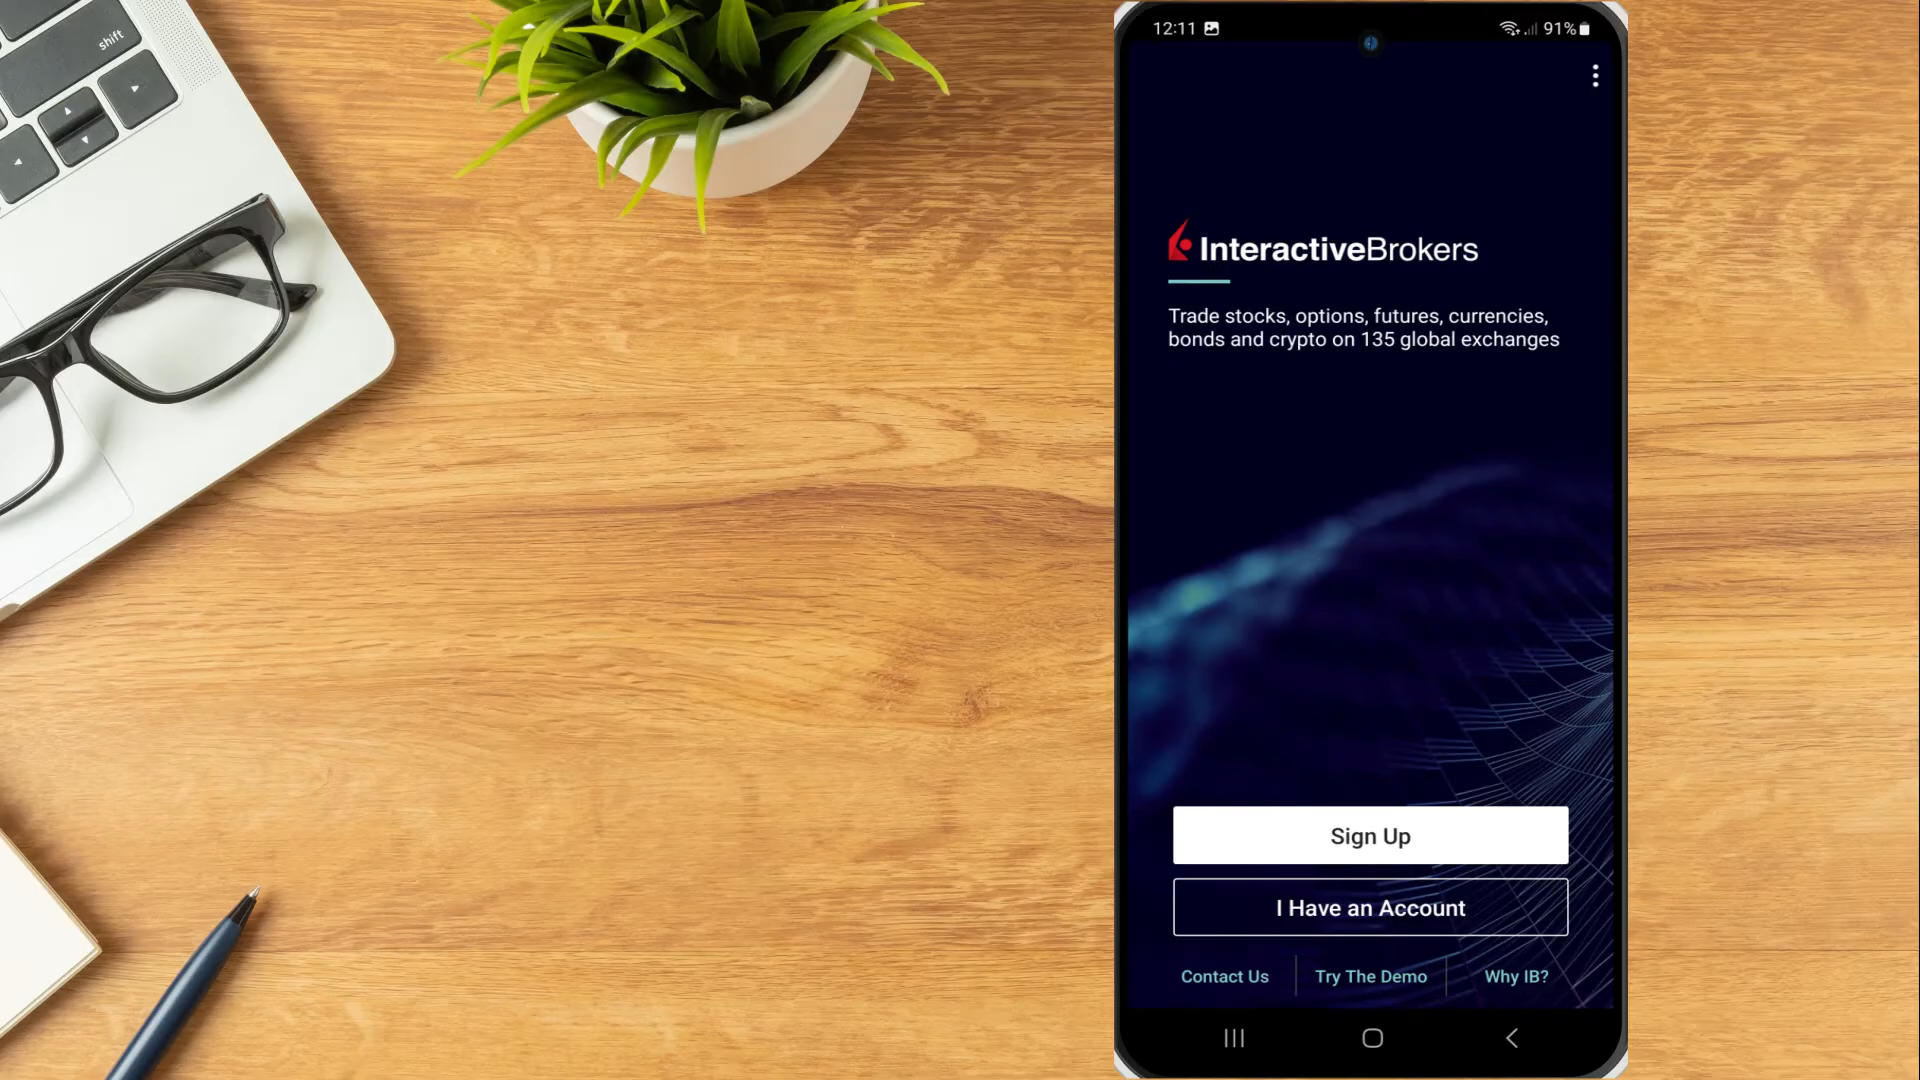 shift
12:11
91%
InteractiveBrokers
Trade stocks, options, futures, currencies,
bonds and crypto on 135 global exchanges
Sign Up
I Have an Account
Contact Us
Try The Demo
Why IB?